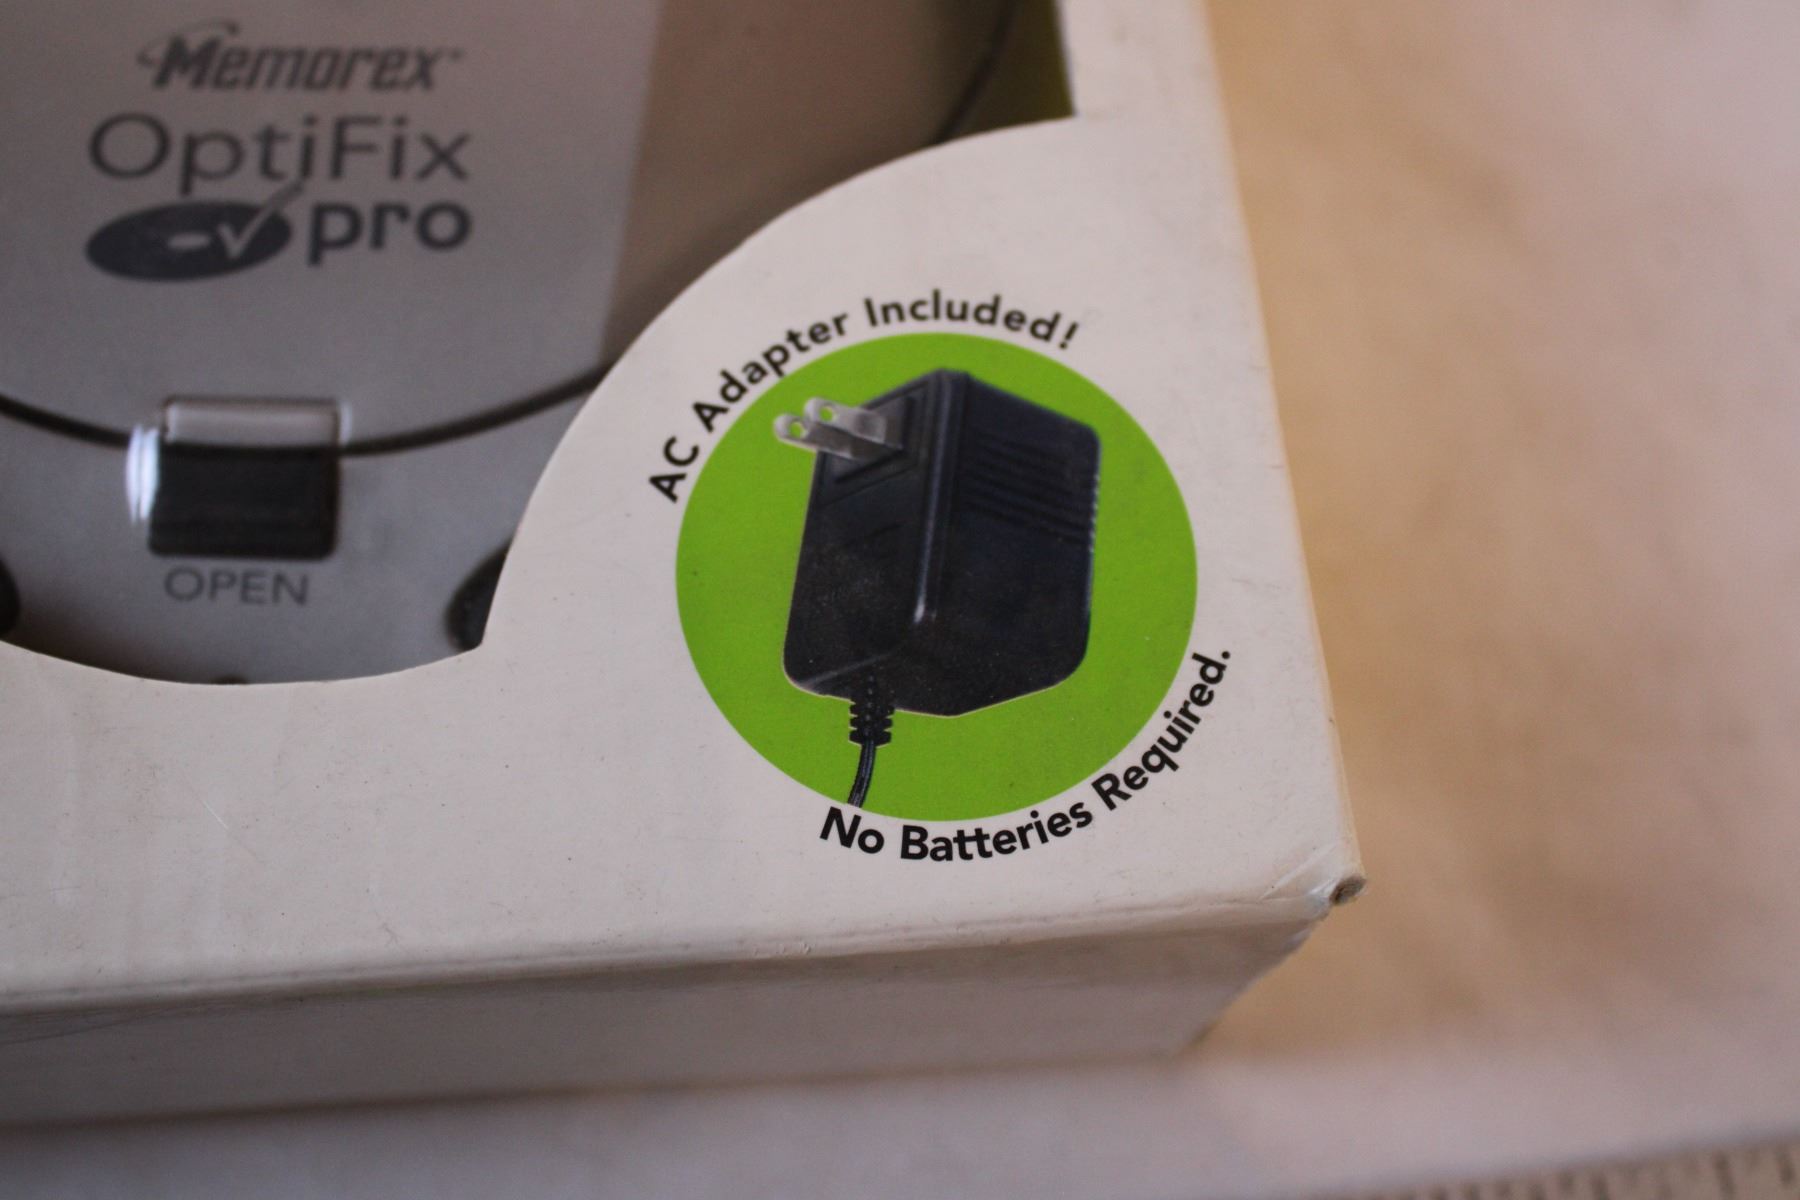 Memorex
OptiFix
pro
OPEN
AC Adapter Included!
No Batteries Required.